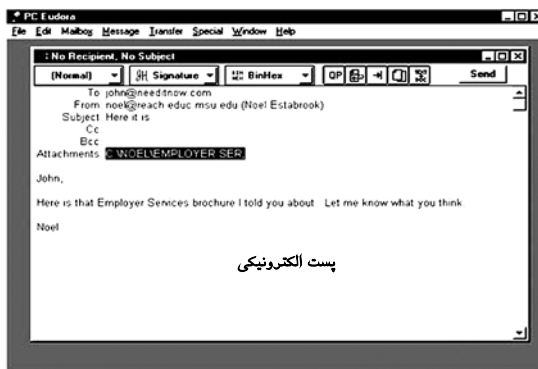 PC Eudora
File Edit Mailbox Message Transfer Special Window Help
: No Recipient, No Subject
(Normal) Signature BinHex QP Send
To john@needitnow.com
From noel@reach educ msu edu (Noel Estabrook)
Subject Here it is
Cc
Bcc
Attachments C \NOEL\EMPLOYER SER.
John,
Here is that Employer Services brochure I told you about Let me know what you think
Noel
پست الکترونیکی